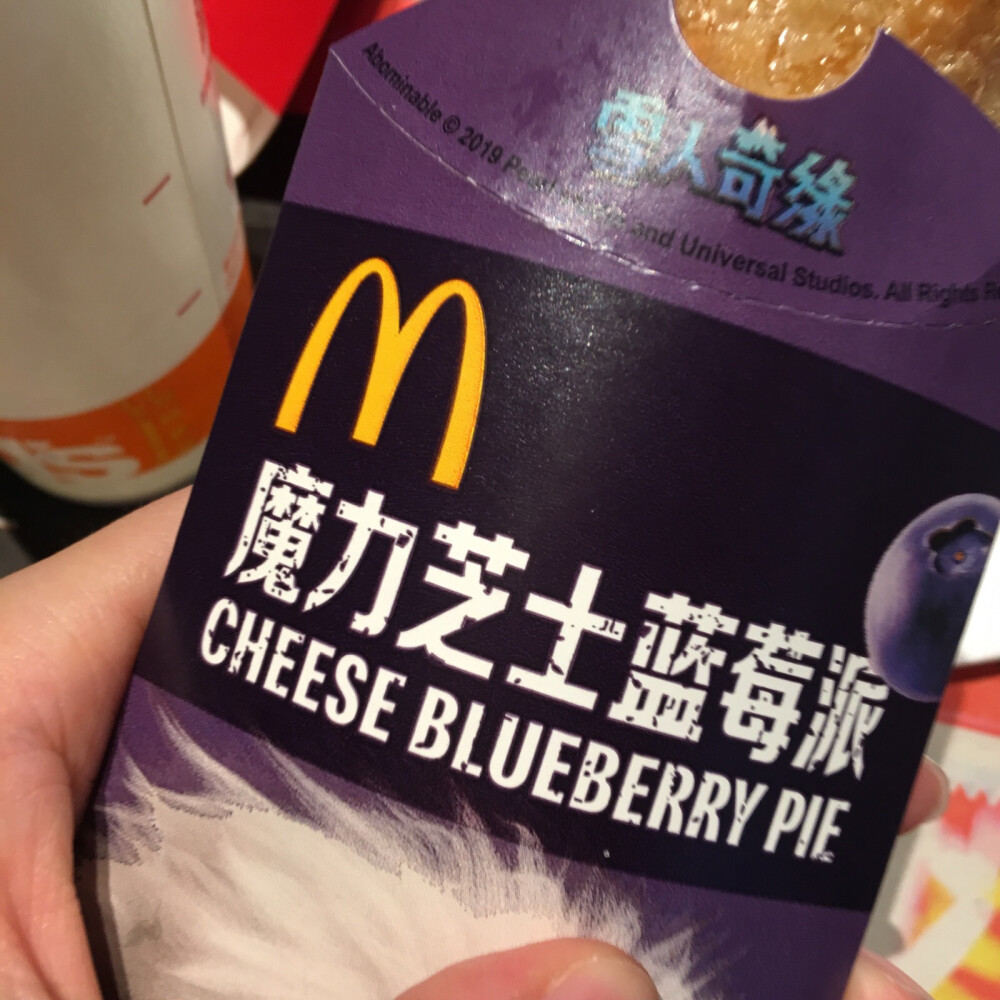 雪人奇緣
Abominable © 2019 and Universal Studios. All Rights
魔力芝士蓝莓派
CHEESE BLUEBERRY PIE